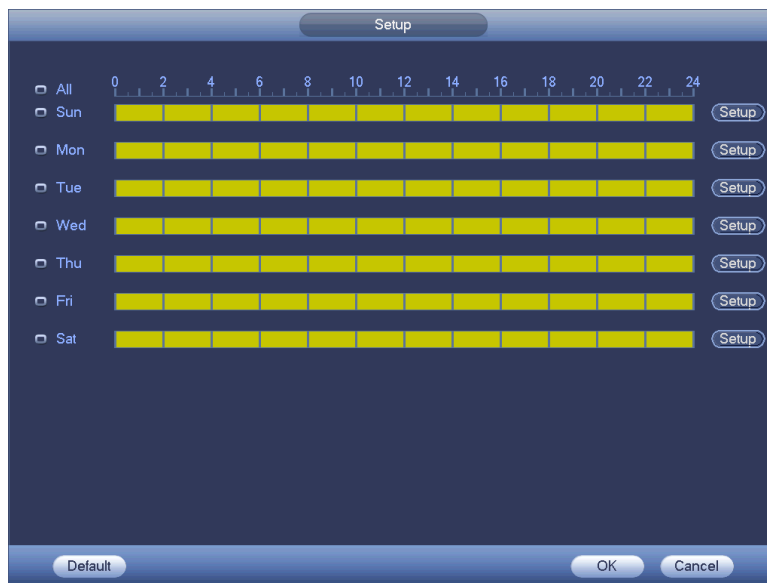 Setup
All 0 2 4 6 8 10 12 14 16 18 20 22 24
Sun Setup
Mon Setup
Tue Setup
Wed Setup
Thu Setup
Fri Setup
Sat Setup
Default OK Cancel